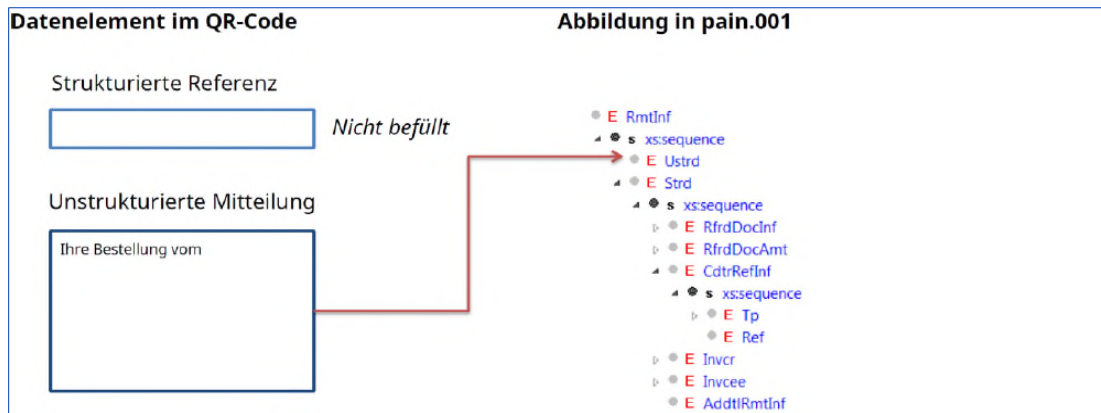 Datenelement im QR-Code
Abbildung in pain.001
Strukturierte Referenz
Nicht befüllt
Unstrukturierte Mitteilung
Ihre Bestellung vom
E RmtInf
s xs:sequence
E Ustrd
E Strd
s xs:sequence
E RfrdDocInf
E RfrdDocAmt
E CdtrRefInf
s xs:sequence
E Tp
E Ref
E Invcr
E Invcee
E AddtlRmtInf